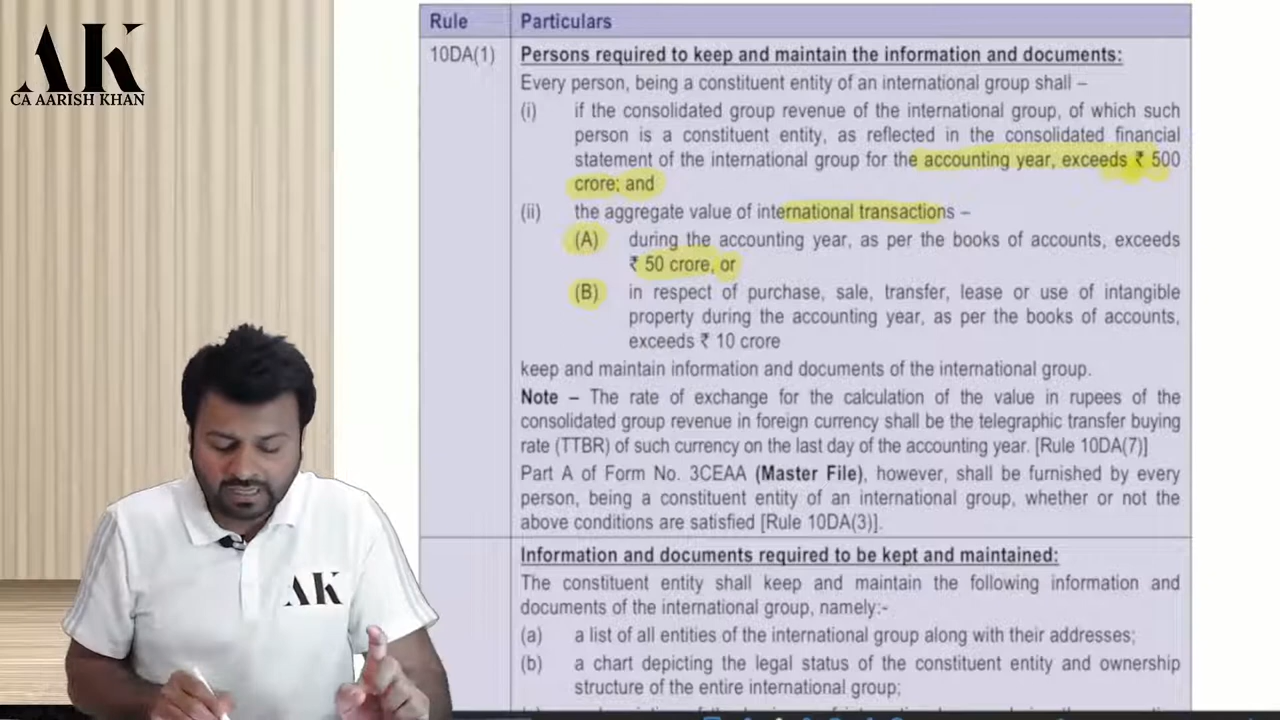 AK
CA AARISH KHAN
Rule Particulars
10DA(1) Persons required to keep and maintain the information and documents:
Every person, being a constituent entity of an international group shall –
(i) if the consolidated group revenue of the international group, of which such
person is a constituent entity, as reflected in the consolidated financial
statement of the international group for the accounting year, exceeds ₹ 500
crore; and
(ii) the aggregate value of international transactions –
(A) during the accounting year, as per the books of accounts, exceeds
₹ 50 crore, or
(B) in respect of purchase, sale, transfer, lease or use of intangible
property during the accounting year, as per the books of accounts,
exceeds ₹ 10 crore
keep and maintain information and documents of the international group.
Note – The rate of exchange for the calculation of the value in rupees of the
consolidated group revenue in foreign currency shall be the telegraphic transfer buying
rate (TTBR) of such currency on the last day of the accounting year. [Rule 10DA(7)]
Part A of Form No. 3CEAA (Master File), however, shall be furnished by every
person, being a constituent entity of an international group, whether or not the
above conditions are satisfied [Rule 10DA(3)].
Information and documents required to be kept and maintained:
The constituent entity shall keep and maintain the following information and
documents of the international group, namely:-
(a) a list of all entities of the international group along with their addresses;
(b) a chart depicting the legal status of the constituent entity and ownership
structure of the entire international group;
AK